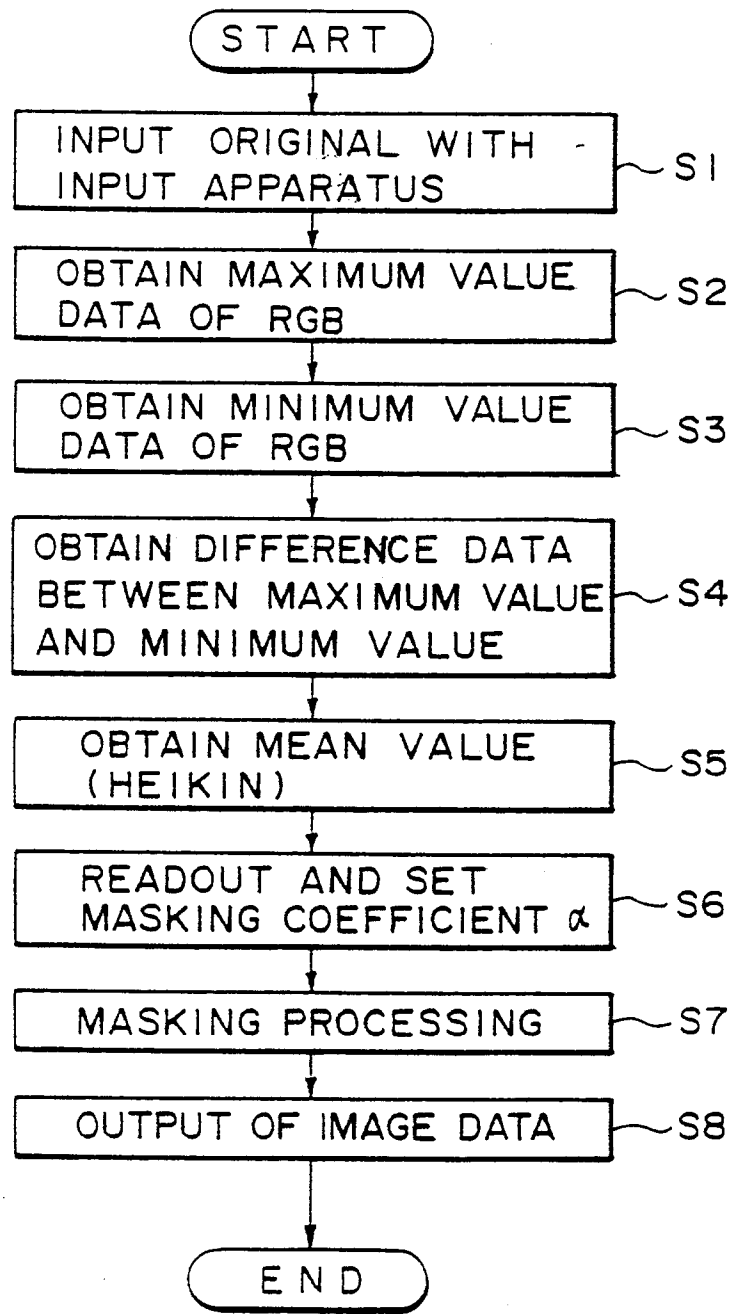 START
INPUT ORIGINAL WITH
INPUT APPARATUS
S1
OBTAIN MAXIMUM VALUE
DATA OF RGB
S2
OBTAIN MINIMUM VALUE
DATA OF RGB
S3
OBTAIN DIFFERENCE DATA
BETWEEN MAXIMUM VALUE
AND MINIMUM VALUE
S4
OBTAIN MEAN VALUE
(HEIKIN)
S5
READOUT AND SET
MASKING COEFFICIENT α
S6
MASKING PROCESSING
S7
OUTPUT OF IMAGE DATA
S8
END